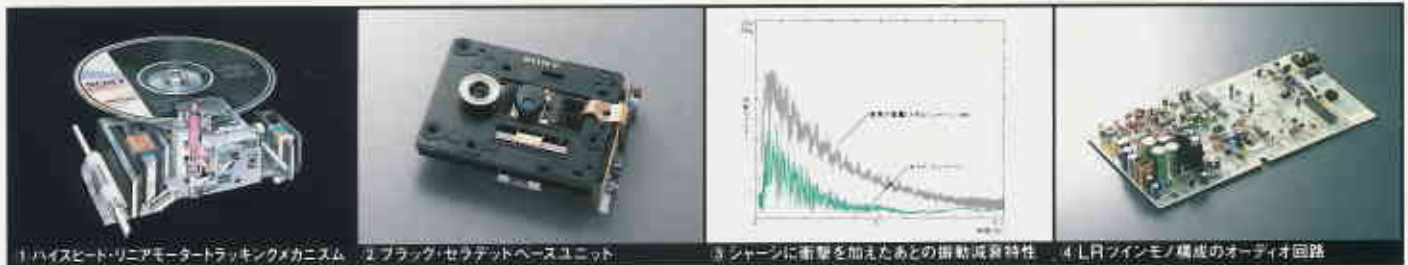 SONY
SONY
1 ハイスピード・リニアモータートラッキングメカニズム
2 ブラック・セラデッドベースユニット
3 シャーシに衝撃を加えたあとの振動減衰特性
4 LRツインモノ構成のオーディオ回路